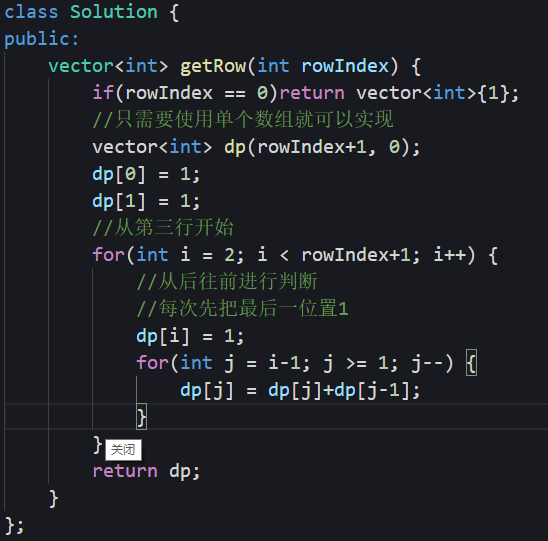 class Solution {
public:
    vector<int> getRow(int rowIndex) {
        if(rowIndex == 0)return vector<int>{1};
        //只需要使用单个数组就可以实现
        vector<int> dp(rowIndex+1, 0);
        dp[0] = 1;
        dp[1] = 1;
        //从第三行开始
        for(int i = 2; i < rowIndex+1; i++) {
            //从后往前进行判断
            //每次先把最后一位置1
            dp[i] = 1;
            for(int j = i-1; j >= 1; j--) {
                dp[j] = dp[j]+dp[j-1];
            }
        }
关闭
        return dp;
    }
};